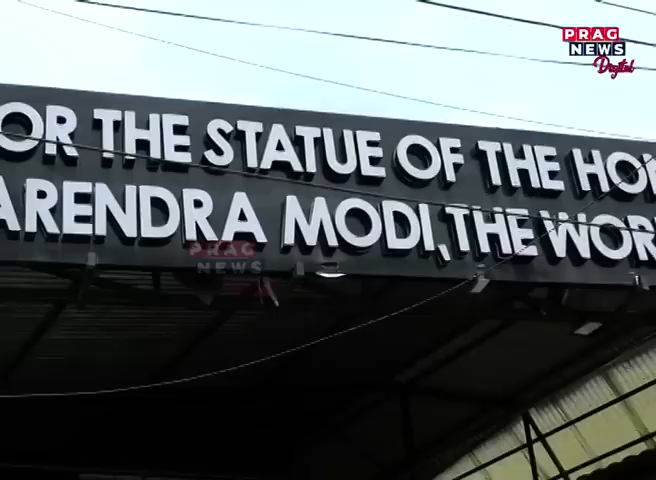 PRAG
NEWS
Digital
OR THE STATUE OF THE HO
ARENDRA MODI, THE WOR
PRAG
NEWS